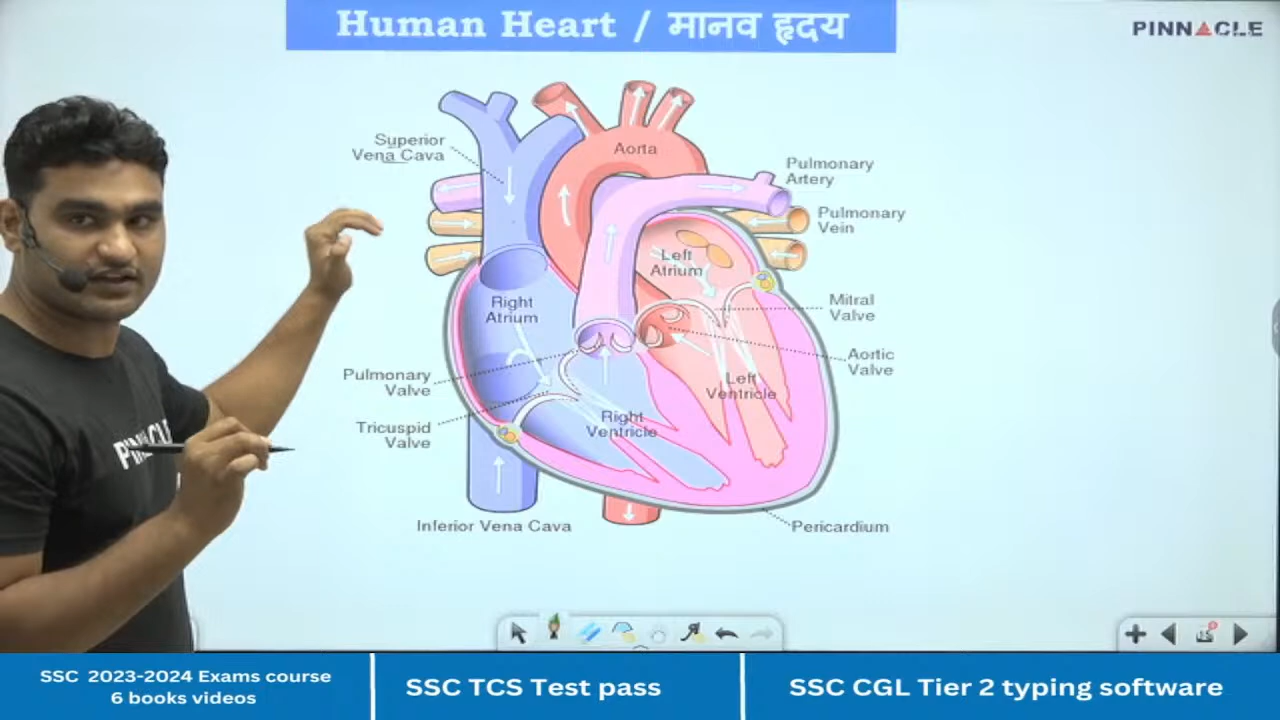 Human Heart / मानव हृदय
PINNACLE
Superior
Vena Cava
Aorta
Pulmonary
Artery
Pulmonary
Vein
Left
Atrium
Right
Atrium
Mitral
Valve
Aortic
Valve
Pulmonary
Valve
Left
Ventricle
Tricuspid
Valve
Right
Ventricle
Inferior Vena Cava
Pericardium
PINNACLE
15
SSC 2023-2024 Exams course
6 books videos
SSC TCS Test pass
SSC CGL Tier 2 typing software